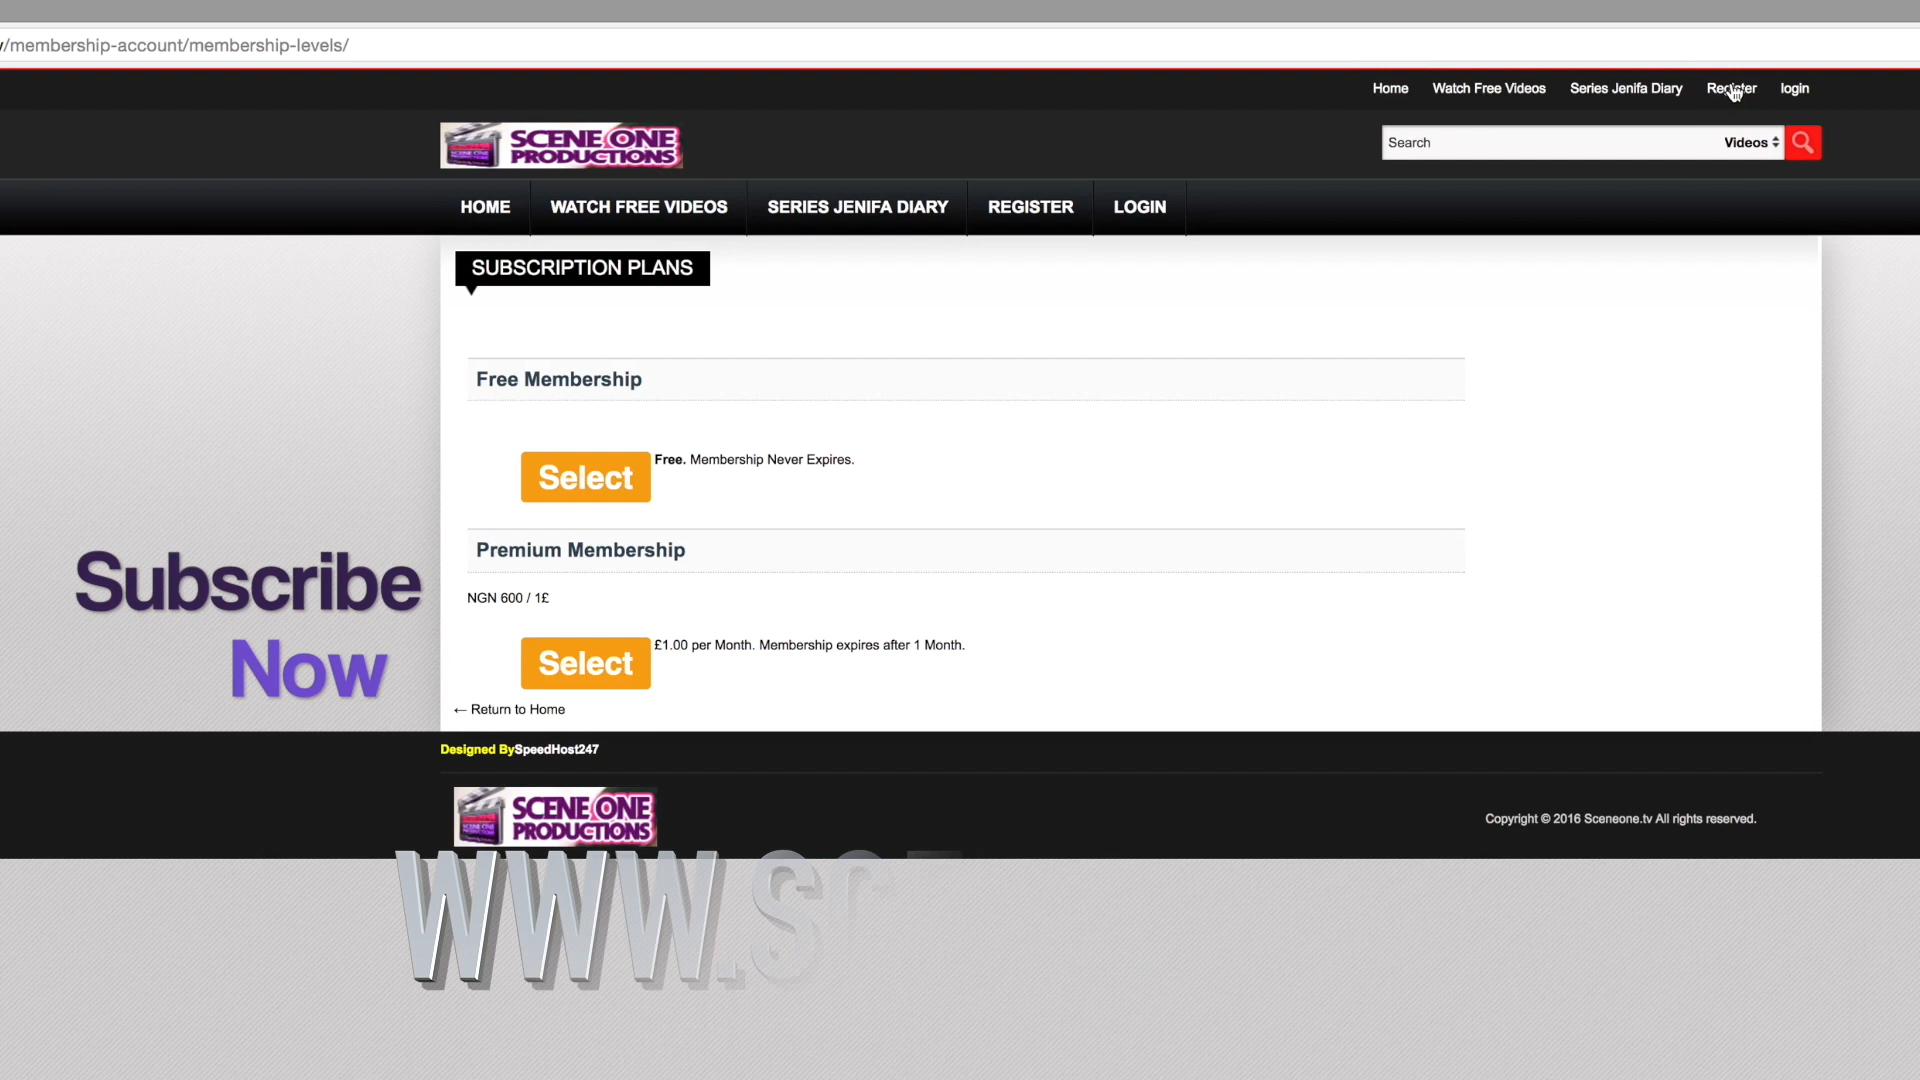 /membership-account/membership-levels/
Home Watch Free Videos Series Jenifa Diary Register login
SCENE ONE
PRODUCTIONS
Search Videos
HOME WATCH FREE VIDEOS SERIES JENIFA DIARY REGISTER LOGIN
SUBSCRIPTION PLANS
Free Membership
Select Free. Membership Never Expires.
Premium Membership
NGN 600 / 1£
Select £1.00 per Month. Membership expires after 1 Month.
← Return to Home
Subscribe
Now
Designed BySpeedHost247
SCENE ONE
PRODUCTIONS
Copyright © 2016 Sceneone.tv All rights reserved.
WWW.SC